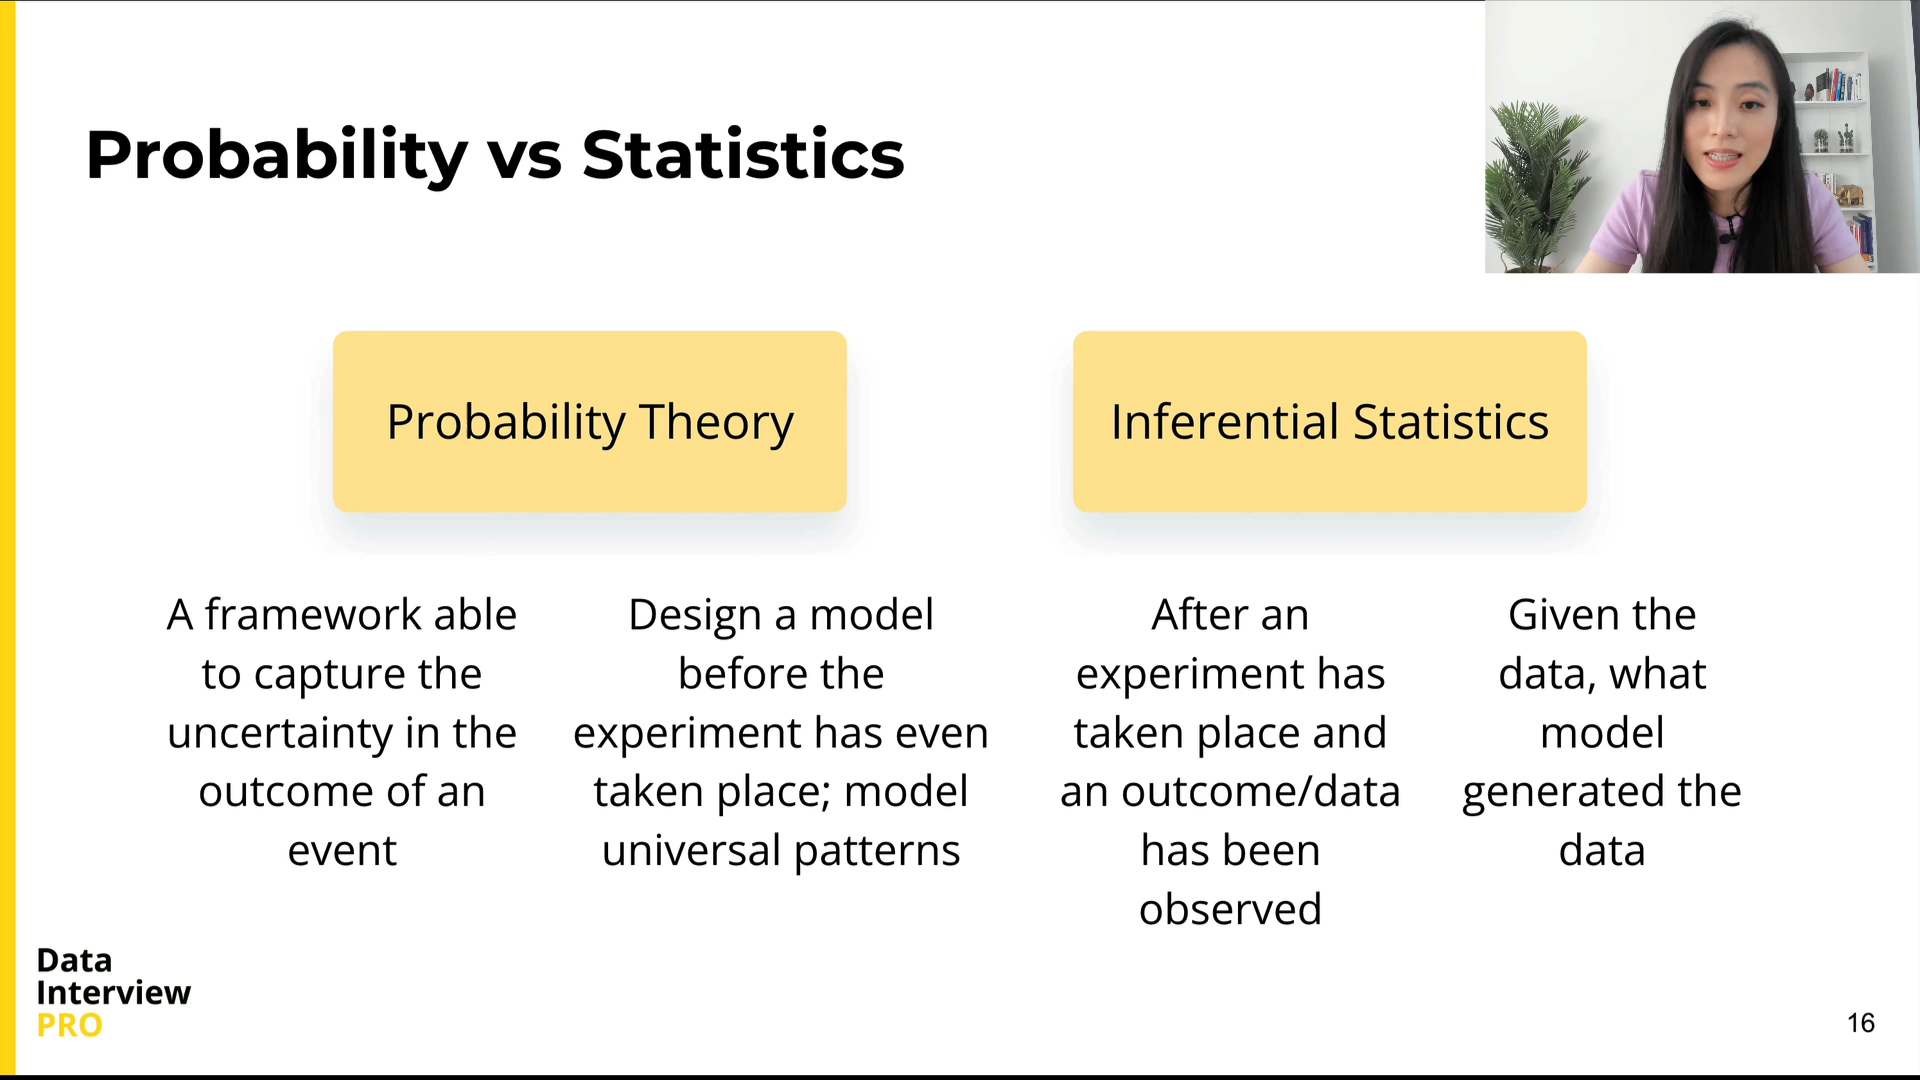 Probability vs Statistics
Probability Theory
A framework able
to capture the
uncertainty in the
outcome of an
event
Design a model
before the
experiment has even
taken place; model
universal patterns
Inferential Statistics
After an
experiment has
taken place and
an outcome/data
has been
observed
Given the
data, what
model
generated the
data
Data
Interview
PRO
16